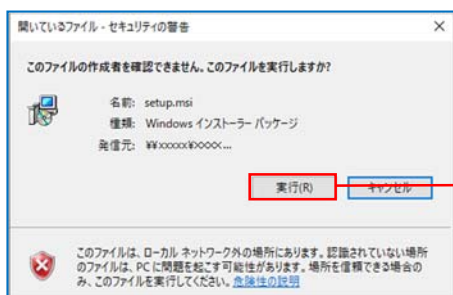 開いているファイル - セキュリティの警告
このファイルの作成者を確認できません。このファイルを実行しますか?
名前: setup.msi
種類: Windows インストーラー パッケージ
発信元: ¥¥xxxxx¥xxxx...
実行(R) キャンセル
このファイルは、ローカル ネットワーク外の場所にあります。認識されていない場所
のファイルは、PC に問題を起こす可能性があります。場所を信頼できる場合の
み、このファイルを実行してください。危険性の説明